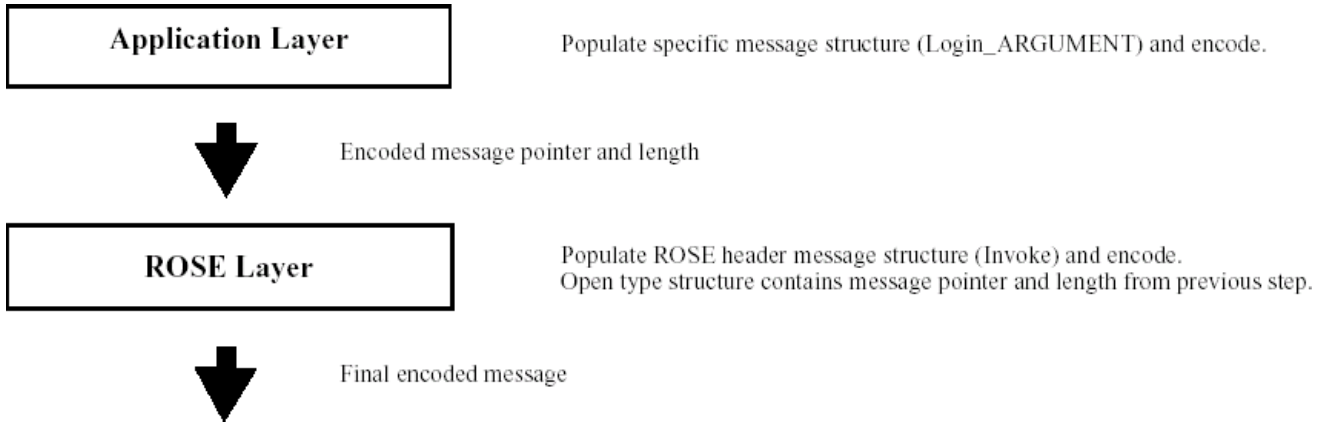 Application Layer
Populate specific message structure (Login_ARGUMENT) and encode.
Encoded message pointer and length
ROSE Layer
Populate ROSE header message structure (Invoke) and encode.
Open type structure contains message pointer and length from previous step.
Final encoded message